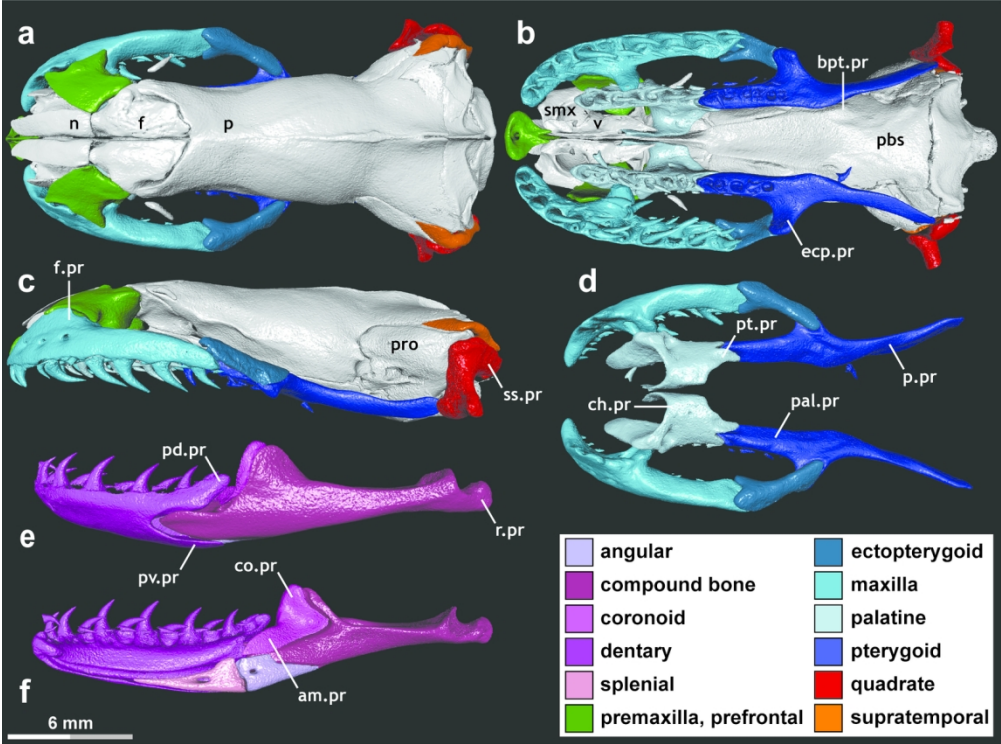 a
b
bpt.pr
smx
v
n
f
p
pbs
ecp.pr
c
f.pr
d
pt.pr
pro
ss.pr
ch.pr
pal.pr
p.pr
pd.pr
r.pr
e
pv.pr
co.pr
am.pr
f
6 mm
angular
compound bone
coronoid
dentary
splenial
premaxilla, prefrontal
ectopterygoid
maxilla
palatine
pterygoid
quadrate
supratemporal